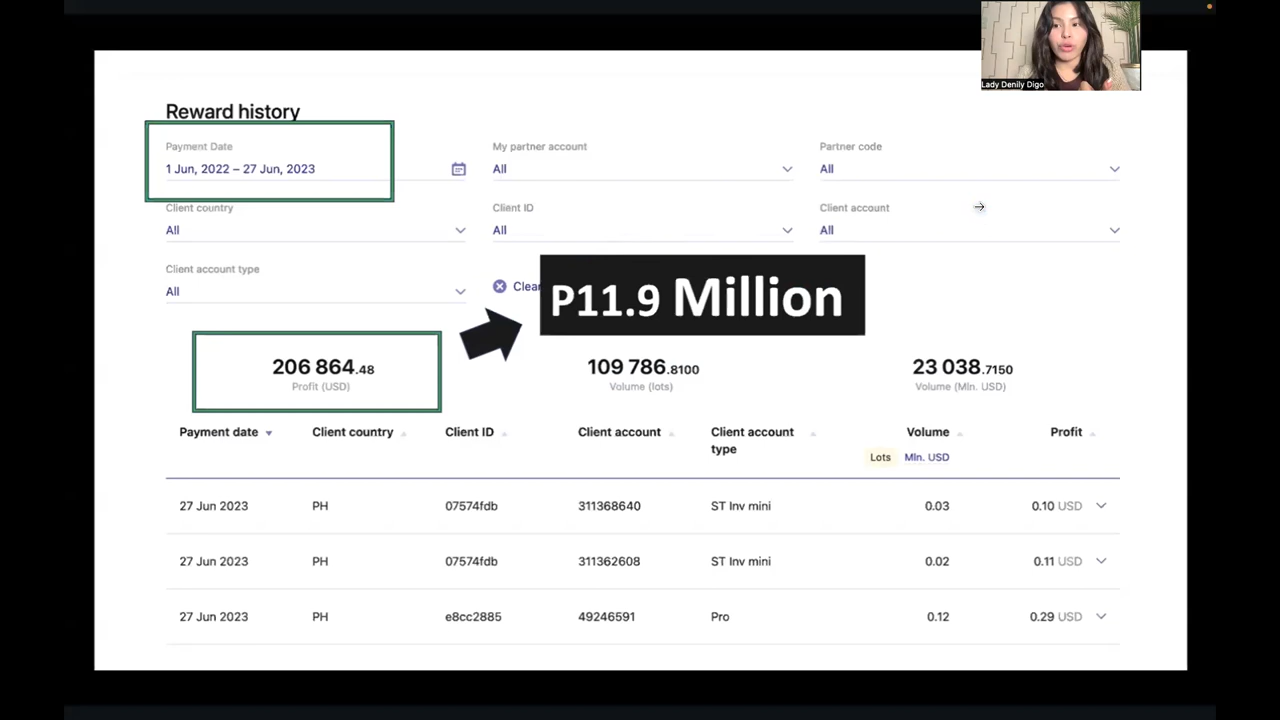 Lady Denily Digo
Reward history
Payment Date My partner account Partner code
1 Jun, 2022 – 27 Jun, 2023 All All
Client country Client ID Client account
All All All
Client account type
All Clear
P11.9 Million
206 864.48 109 786.8100 23 038.7150
Profit (USD) Volume (lots) Volume (Mln. USD)
Payment date Client country Client ID Client account Client account type Volume Profit
Lots Mln. USD
27 Jun 2023 PH 07574fdb 311368640 ST Inv mini 0.03 0.10 USD
27 Jun 2023 PH 07574fdb 311362608 ST Inv mini 0.02 0.11 USD
27 Jun 2023 PH e8cc2885 49246591 Pro 0.12 0.29 USD